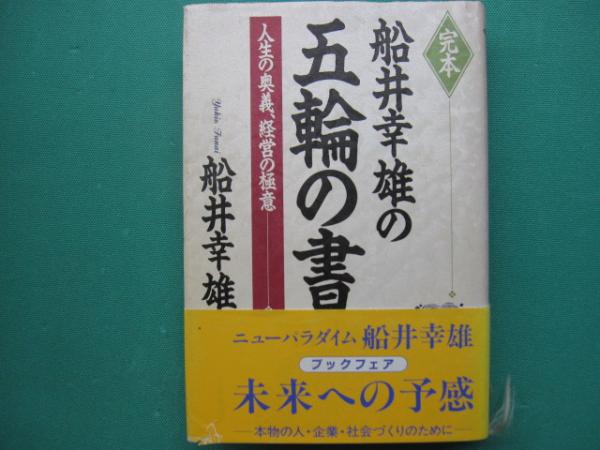 完本
船井幸雄の
五輪の書
人生の奥義、経営の極意
Yukio Funai
船井幸雄
ニューパラダイム 船井幸雄
ブックフェア
未来への予感
―本物の人・企業・社会づくりのために―